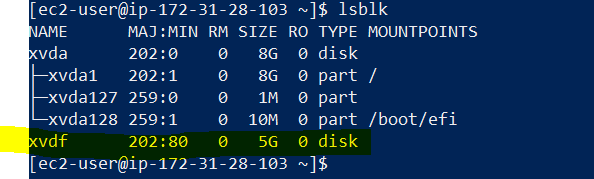 [ec2-user@ip-172-31-28-103 ~]$ lsblk
NAME      MAJ:MIN RM  SIZE RO TYPE MOUNTPOINTS
xvda      202:0    0    8G  0 disk
├─xvda1   202:1    0    8G  0 part /
├─xvda127 259:0    0    1M  0 part
└─xvda128 259:1    0   10M  0 part /boot/efi
xvdf      202:80   0    5G  0 disk
[ec2-user@ip-172-31-28-103 ~]$